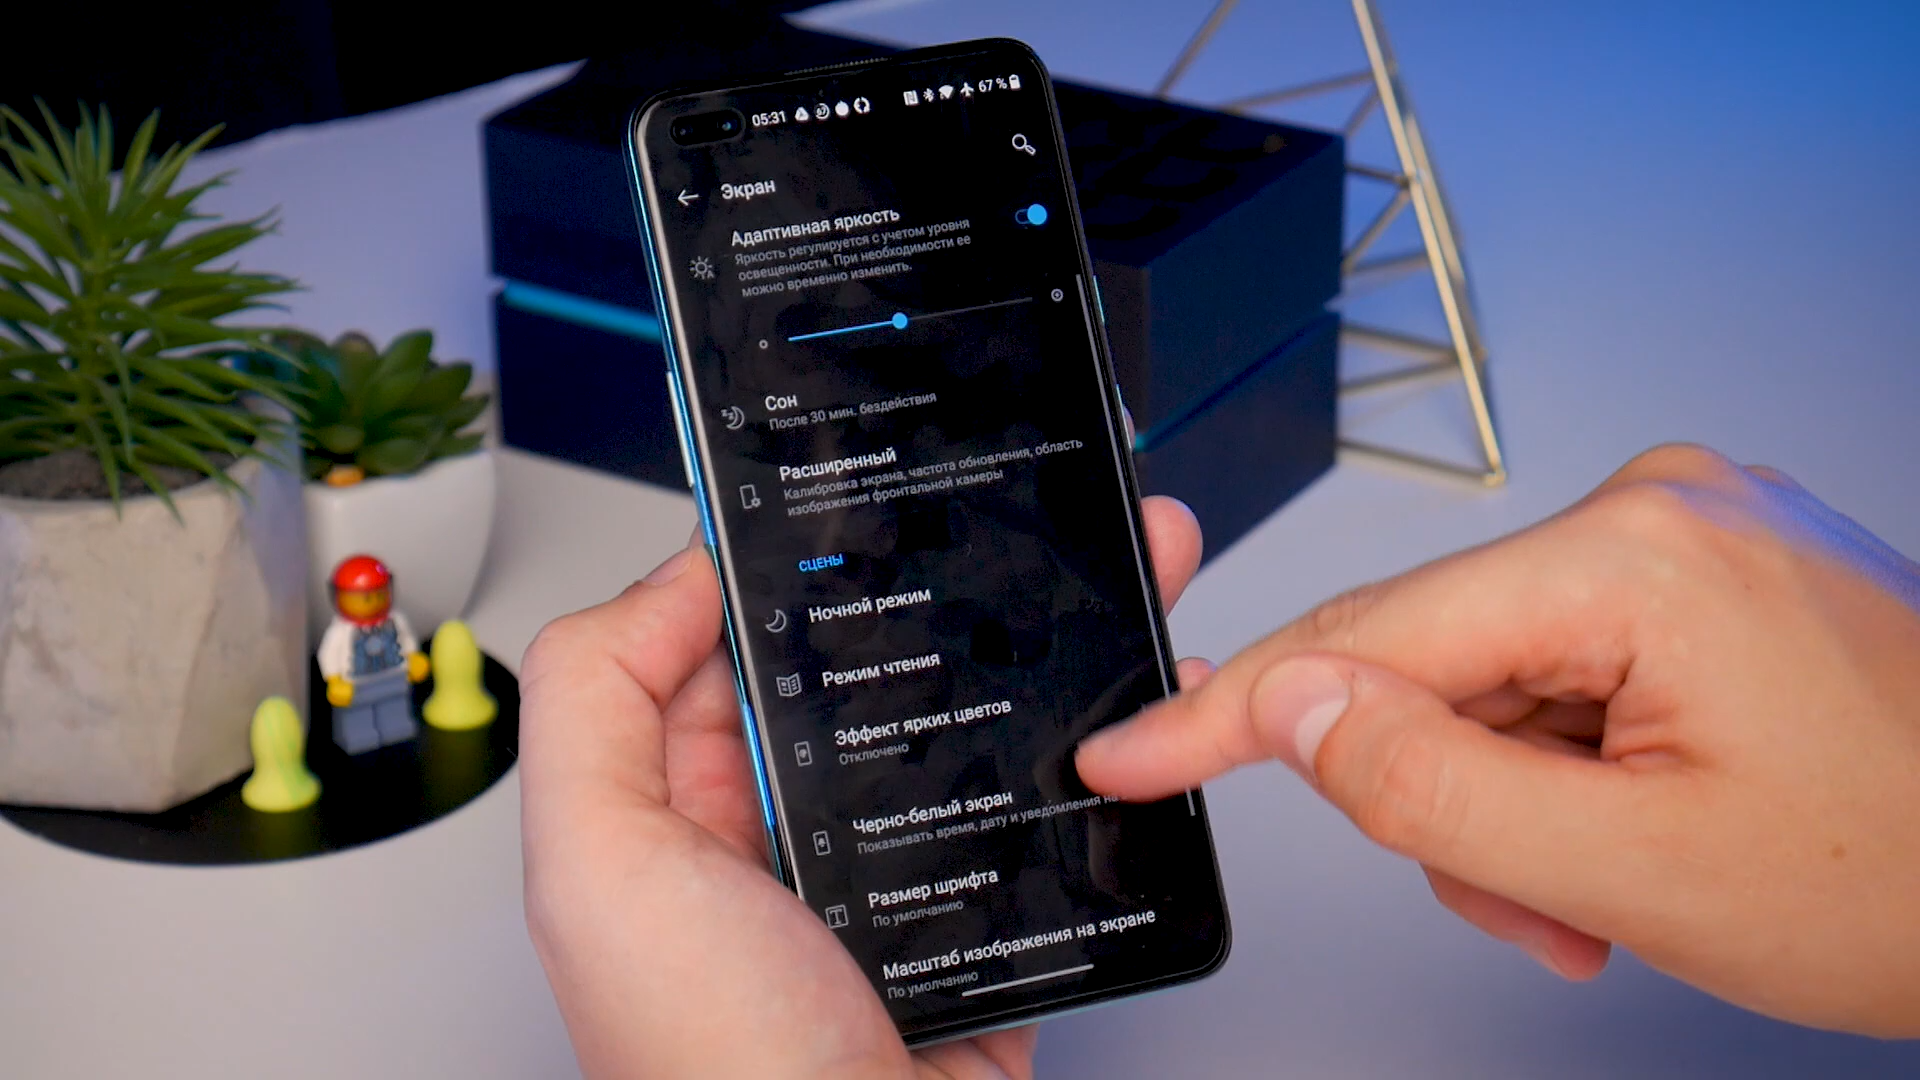 05:31
67 %
Экран
Адаптивная яркость
Яркость регулируется с учетом уровня
освещенности. При необходимости ее
можно временно изменить.
Сон
После 30 мин. бездействия
Расширенный
Калибровка экрана, частота обновления, область
изображения фронтальной камеры
СЦЕНЫ
Ночной режим
Режим чтения
Эффект ярких цветов
Отключено
Черно-белый экран
Показывать время, дату и уведомления на
Размер шрифта
По умолчанию
Масштаб изображения на экране
По умолчанию